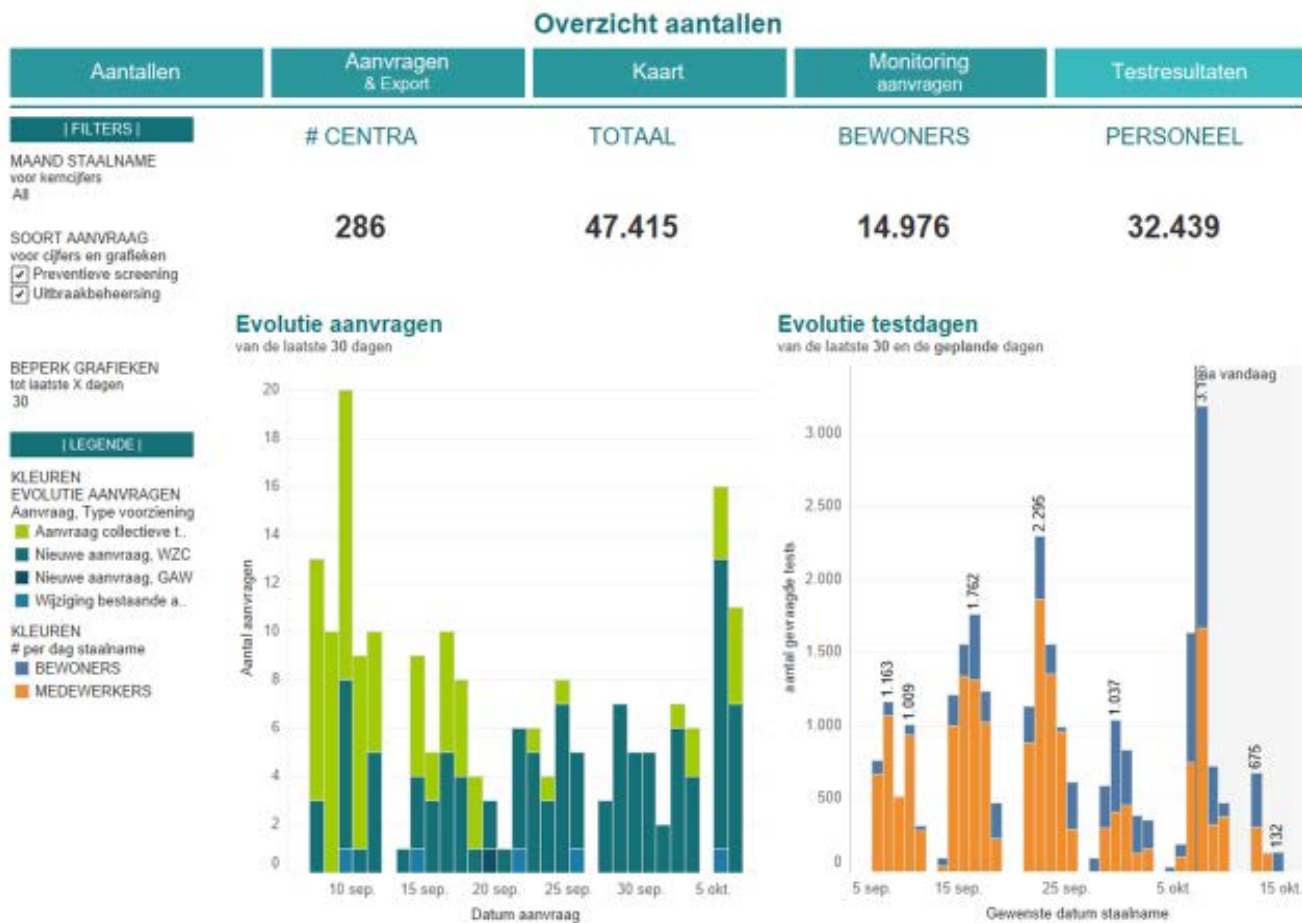 Overzicht aantallen
Aantallen
Aanvragen
& Export
Kaart
Monitoring
aanvragen
Testresultaten
| FILTERS |
MAAND STAALNAME
voor kerncijfers
All
SOORT AANVRAAG
voor cijfers en grafieken
Preventieve screening
Uitbraakbeheersing
BEPERK GRAFIEKEN
tot laatste X dagen
30
| LEGENDE |
KLEUREN
EVOLUTIE AANVRAGEN
Aanvraag, Type voorziening
Aanvraag collectieve t..
Nieuwe aanvraag, WZC
Nieuwe aanvraag, GAW
Wijziging bestaande a..
KLEUREN
# per dag staalname
BEWONERS
MEDEWERKERS
# CENTRA
TOTAAL
BEWONERS
PERSONEEL
286
47.415
14.976
32.439
Evolutie aanvragen
van de laatste 30 dagen
Aantal aanvragen
20
18
16
14
12
10
8
6
4
2
0
10 sep.
15 sep.
20 sep.
25 sep.
30 sep.
5 okt.
Datum aanvraag
Evolutie testdagen
van de laatste 30 en de geplande dagen
na vandaag
aantal gevraagde tests
3.000
2.500
2.000
1.500
1.000
500
0
1.163
1.009
1.762
2.295
1.037
675
132
5 sep.
15 sep.
25 sep.
5 okt.
15 okt.
Gewenste datum staalname